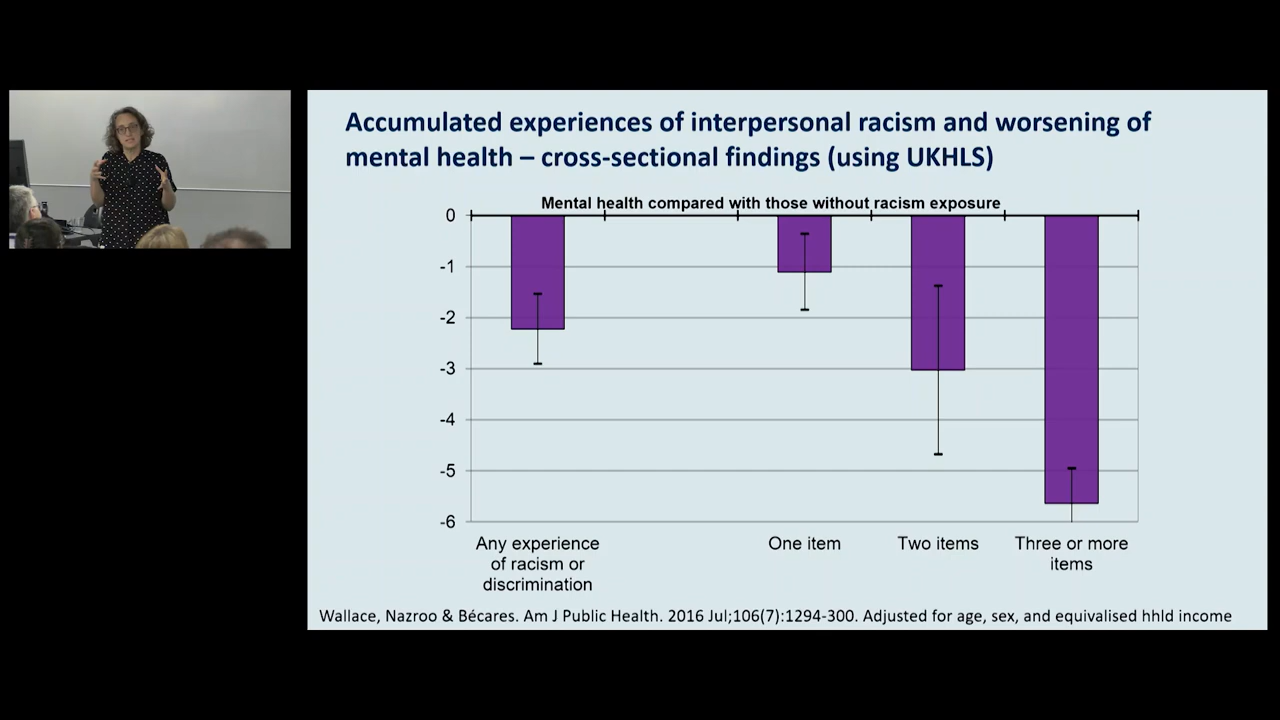 Accumulated experiences of interpersonal racism and worsening of
mental health – cross-sectional findings (using UKHLS)
Mental health compared with those without racism exposure
0
-1
-2
-3
-4
-5
-6
Any experience
of racism or
discrimination
One item
Two items
Three or more
items
Wallace, Nazroo & Bécares. Am J Public Health. 2016 Jul;106(7):1294-300. Adjusted for age, sex, and equivalised hhld income